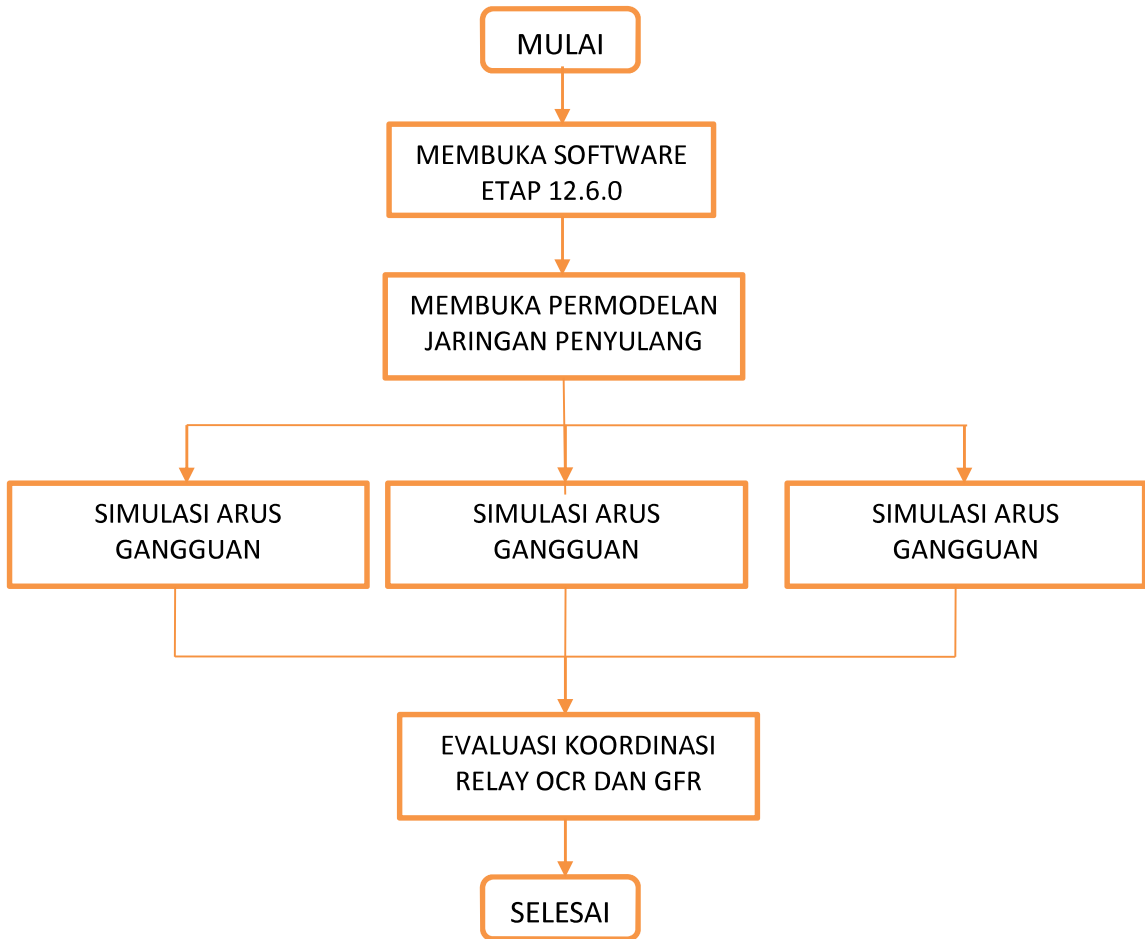 MULAI
MEMBUKA SOFTWARE
ETAP 12.6.0
MEMBUKA PERMODELAN
JARINGAN PENYULANG
SIMULASI ARUS
GANGGUAN
SIMULASI ARUS
GANGGUAN
SIMULASI ARUS
GANGGUAN
EVALUASI KOORDINASI
RELAY OCR DAN GFR
SELESAI